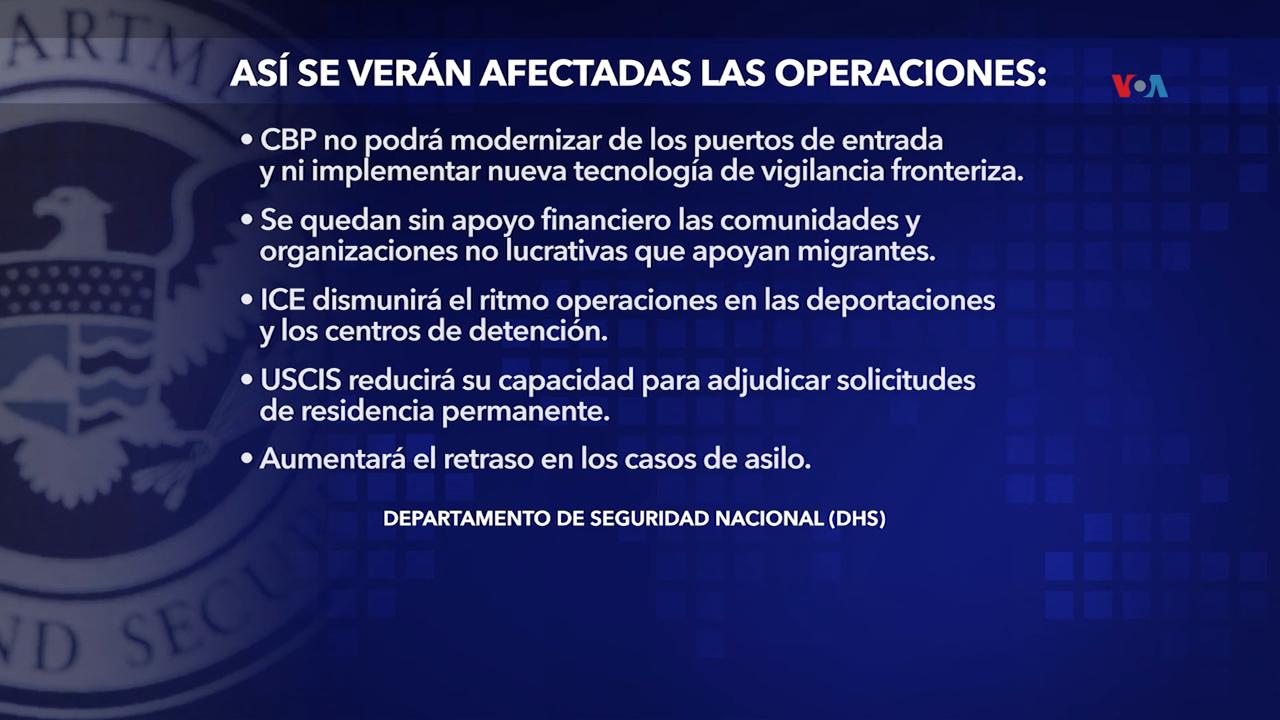 ARTM
ASÍ SE VERÁN AFECTADAS LAS OPERACIONES:
VOA
• CBP no podrá modernizar de los puertos de entrada
y ni implementar nueva tecnología de vigilancia fronteriza.
• Se quedan sin apoyo financiero las comunidades y
organizaciones no lucrativas que apoyan migrantes.
• ICE dismunirá el ritmo operaciones en las deportaciones
y los centros de detención.
• USCIS reducirá su capacidad para adjudicar solicitudes
de residencia permanente.
• Aumentará el retraso en los casos de asilo.
DEPARTAMENTO DE SEGURIDAD NACIONAL (DHS)
ND SECU